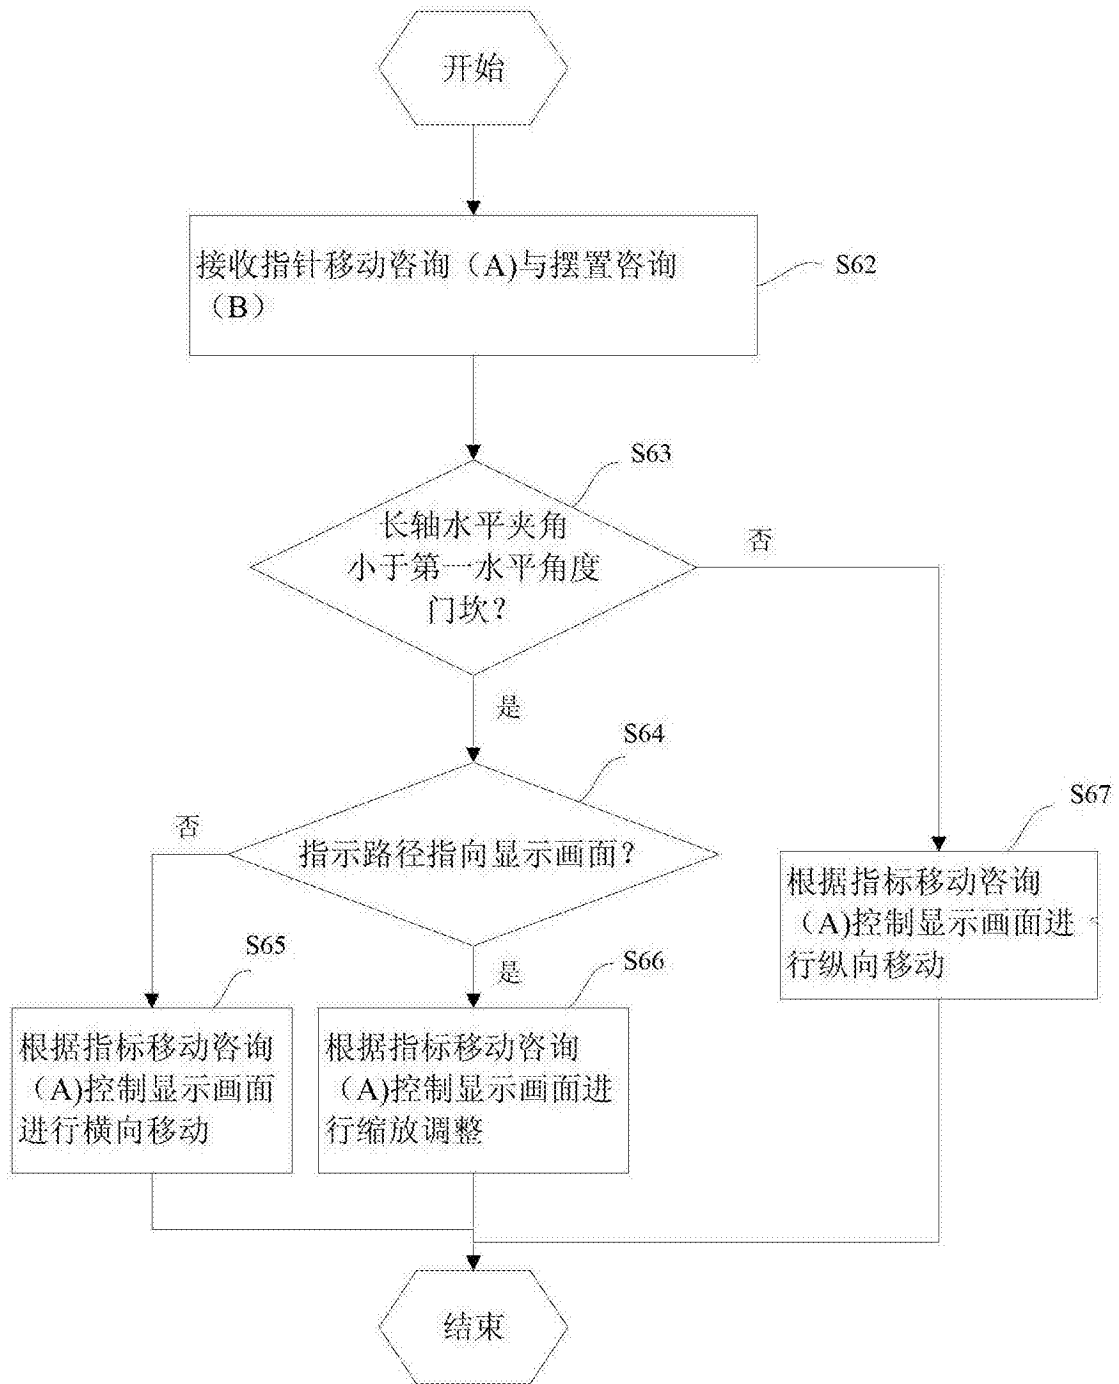 开始
接收指针移动咨询（A)与摆置咨询
（B）
S62
S63
长轴水平夹角
小于第一水平角度
门坎?
否
是
S64
指示路径指向显示画面?
否
是
S67
根据指标移动咨询
（A)控制显示画面进
行纵向移动
S65
根据指标移动咨询
（A)控制显示画面
进行横向移动
S66
根据指标移动咨询
（A)控制显示画面进
行缩放调整
结束